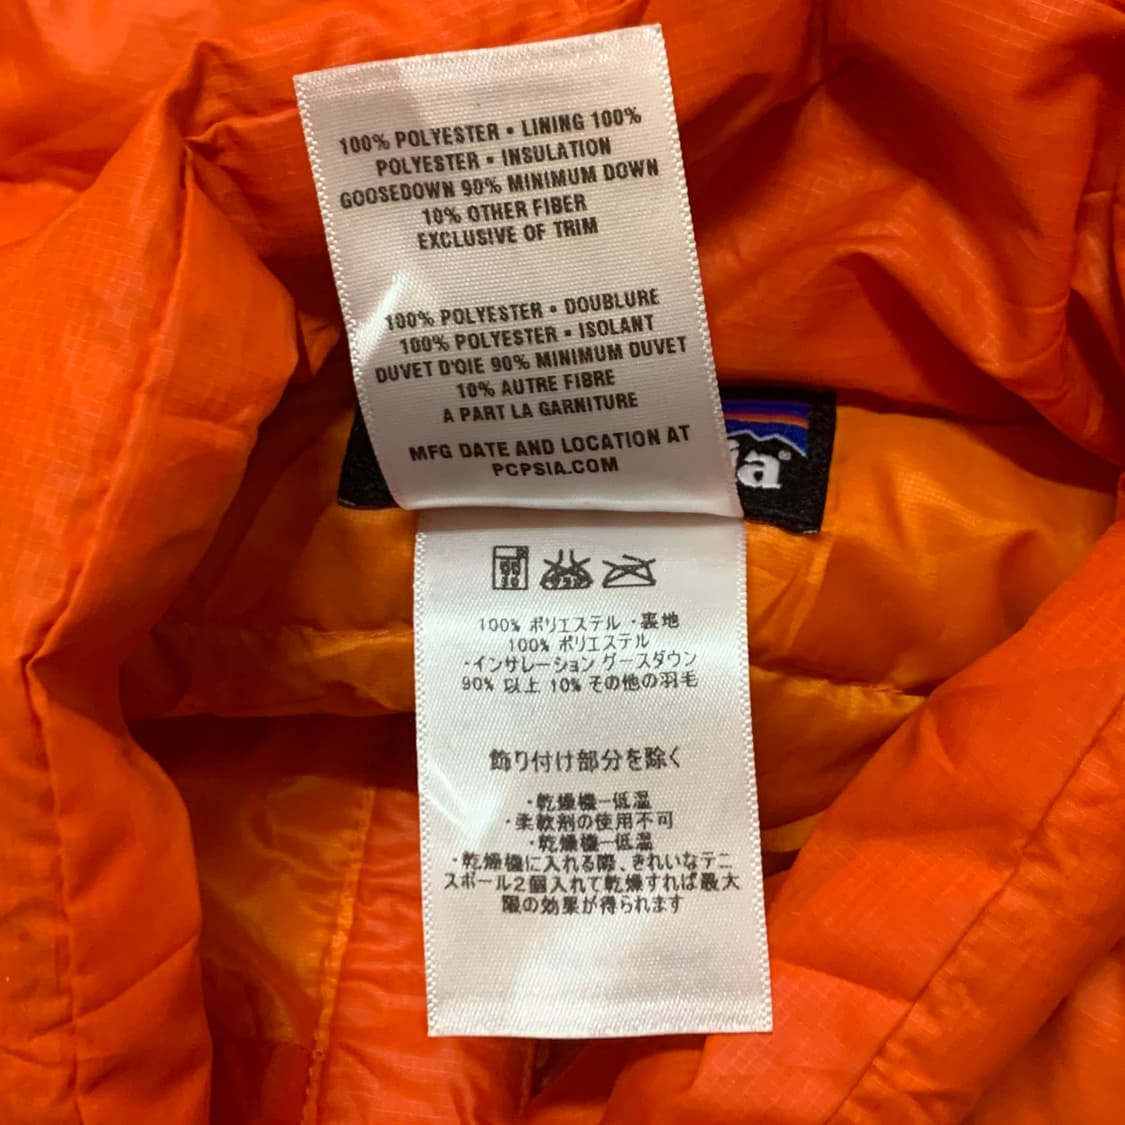 100% POLYESTER • LINING 100%
POLYESTER • INSULATION
GOOSEDOWN 90% MINIMUM DOWN
10% OTHER FIBER
EXCLUSIVE OF TRIM
100% POLYESTER • DOUBLURE
100% POLYESTER • ISOLANT
DUVET D'OIE 90% MINIMUM DUVET
10% AUTRE FIBRE
A PART LA GARNITURE
MFG DATE AND LOCATION AT
PCPSIA.COM
ia®
100% ポリエステル ・裏地
100% ポリエステル
・インサレーション グースダウン
90% 以上 10% その他の羽毛
飾り付け部分を除く
・乾燥機ー低温
・柔軟剤の使用不可
・乾燥機ー低温
・乾燥機に入れる際、きれいなテニ
スボール2個入れて乾燥すれば最大
限の効果が得られます